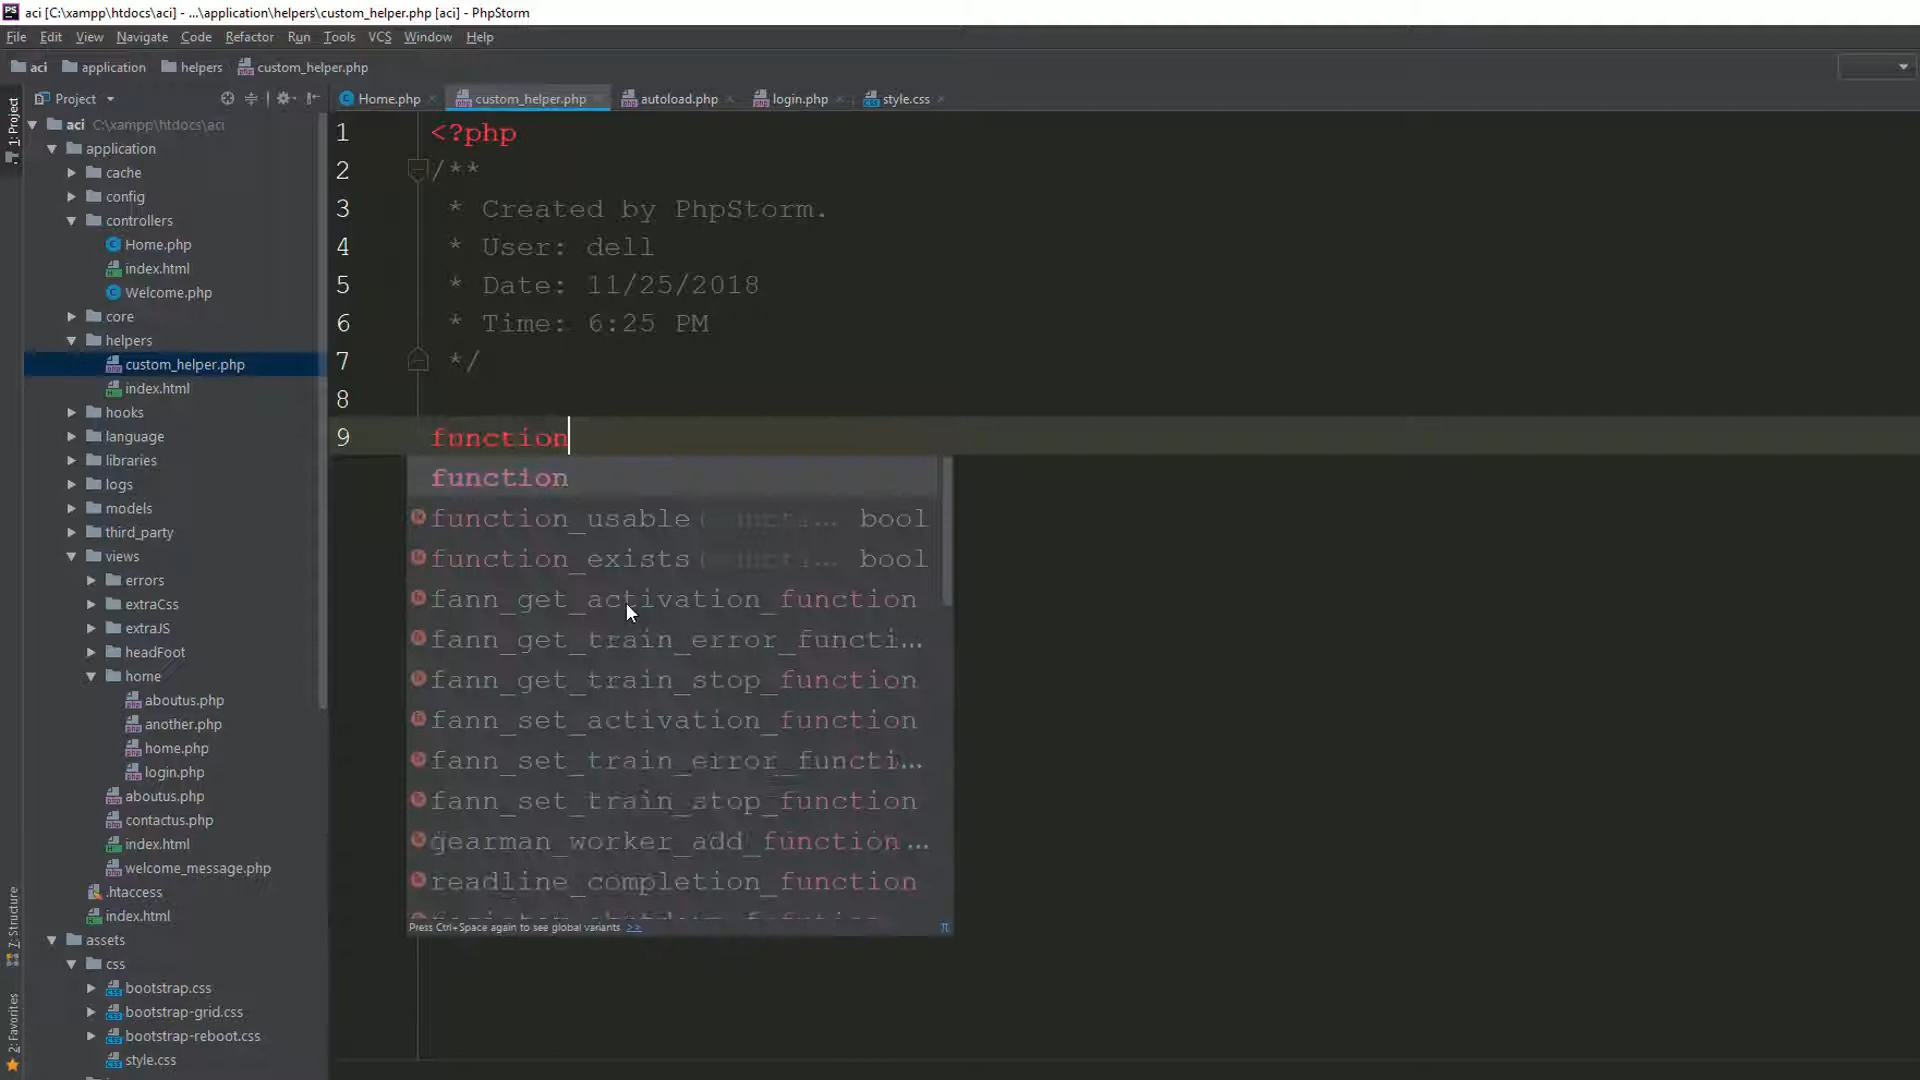 aci [C:\xampp\htdocs\aci] - ...\application\helpers\custom_helper.php [aci] - PhpStorm
File Edit View Navigate Code Refactor Run Tools VCS Window Help
aci application helpers custom_helper.php
Project
Home.php custom_helper.php autoload.php login.php style.css
1: Project
7: Structure
2: Favorites
aci C:\xampp\htdocs\aci
application
cache
config
controllers
Home.php
index.html
Welcome.php
core
helpers
custom_helper.php
index.html
hooks
language
libraries
logs
models
third_party
views
errors
extraCss
extraJS
headFoot
home
aboutus.php
another.php
home.php
login.php
aboutus.php
contactus.php
index.html
welcome_message.php
.htaccess
index.html
assets
css
bootstrap.css
bootstrap-grid.css
bootstrap-reboot.css
style.css
1 <?php
2 /**
3 * Created by PhpStorm.
4 * User: dell
5 * Date: 11/25/2018
6 * Time: 6:25 PM
7 */
8
9 function
function
function_usable( ... bool
function_exists( ... bool
fann_get_activation_function
fann_get_train_error_functi...
fann_get_train_stop_function
fann_set_activation_function
fann_set_train_error_functi...
fann_set_train_stop_function
gearman_worker_add_function...
readline_completion_function
Press Ctrl+Space again to see global variants >> π